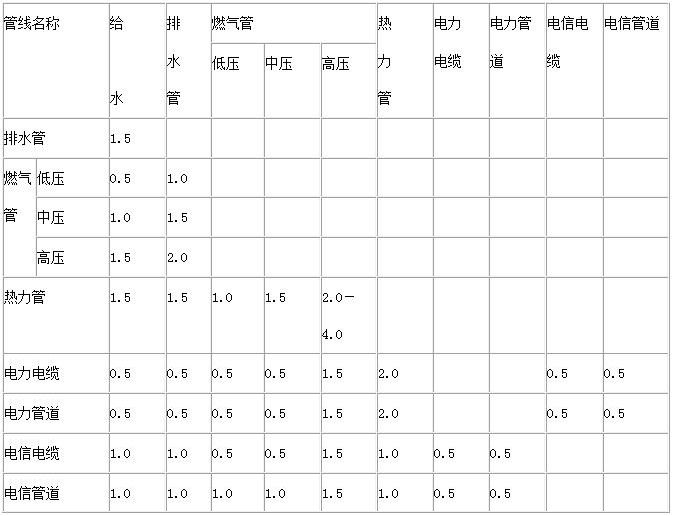 管线名称 给水 排水管 燃气管 热力管 电力电缆 电力管道 电信电缆 电信管道
低压 中压 高压
排水管 1.5
燃气管 低压 0.5 1.0
中压 1.0 1.5
高压 1.5 2.0
热力管 1.5 1.5 1.0 1.5 2.0—4.0
电力电缆 0.5 0.5 0.5 0.5 1.5 2.0 0.5 0.5
电力管道 0.5 0.5 0.5 0.5 1.5 2.0 0.5 0.5
电信电缆 1.0 1.0 0.5 0.5 1.5 1.0 0.5 0.5
电信管道 1.0 1.0 1.0 1.0 1.5 1.0 0.5 0.5